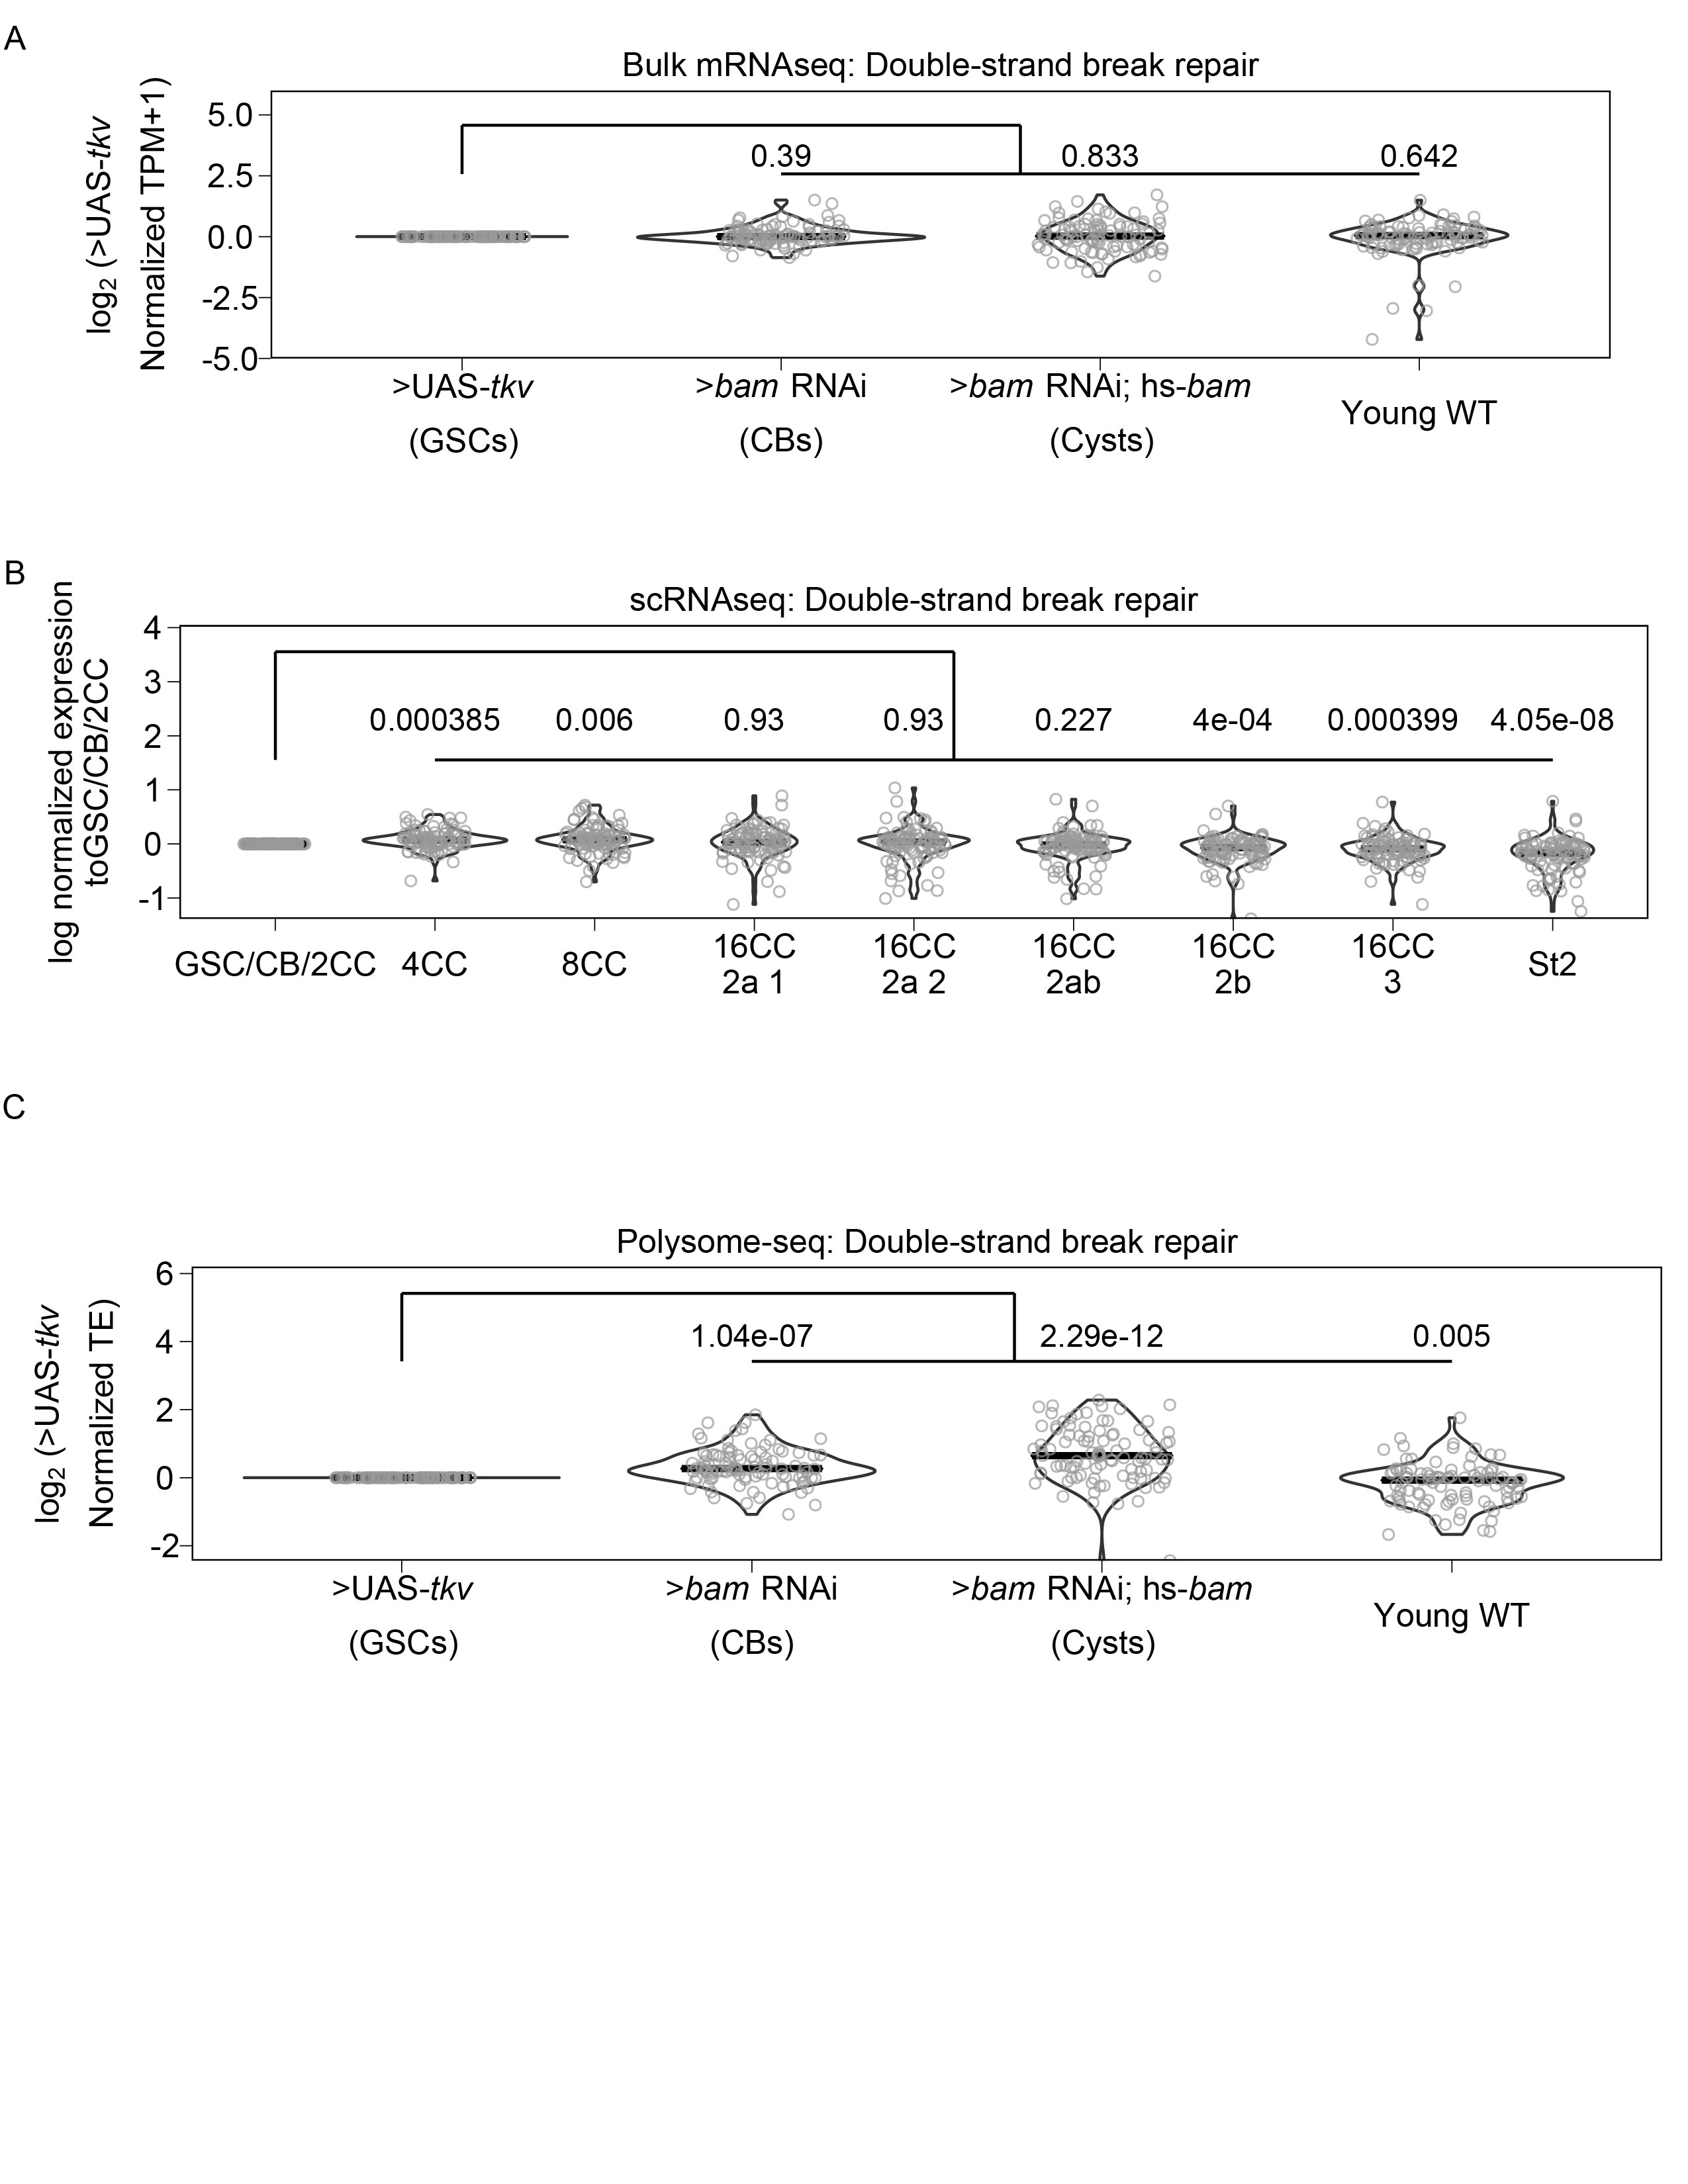 A
Bulk mRNAseq: Double-strand break repair
log2 (>UAS-tkv
Normalized TPM+1)
5.0
2.5
0.0
-2.5
-5.0
0.39
0.833
0.642
>UAS-tkv
(GSCs)
>bam RNAi
(CBs)
>bam RNAi; hs-bam
(Cysts)
Young WT
B
scRNAseq: Double-strand break repair
log normalized expression
toGSC/CB/2CC
4
3
2
1
0
-1
0.000385
0.006
0.93
0.93
0.227
4e-04
0.000399
4.05e-08
GSC/CB/2CC
4CC
8CC
16CC
2a 1
16CC
2a 2
16CC
2ab
16CC
2b
16CC
3
St2
C
Polysome-seq: Double-strand break repair
log2 (>UAS-tkv
Normalized TE)
6
4
2
0
-2
1.04e-07
2.29e-12
0.005
>UAS-tkv
(GSCs)
>bam RNAi
(CBs)
>bam RNAi; hs-bam
(Cysts)
Young WT